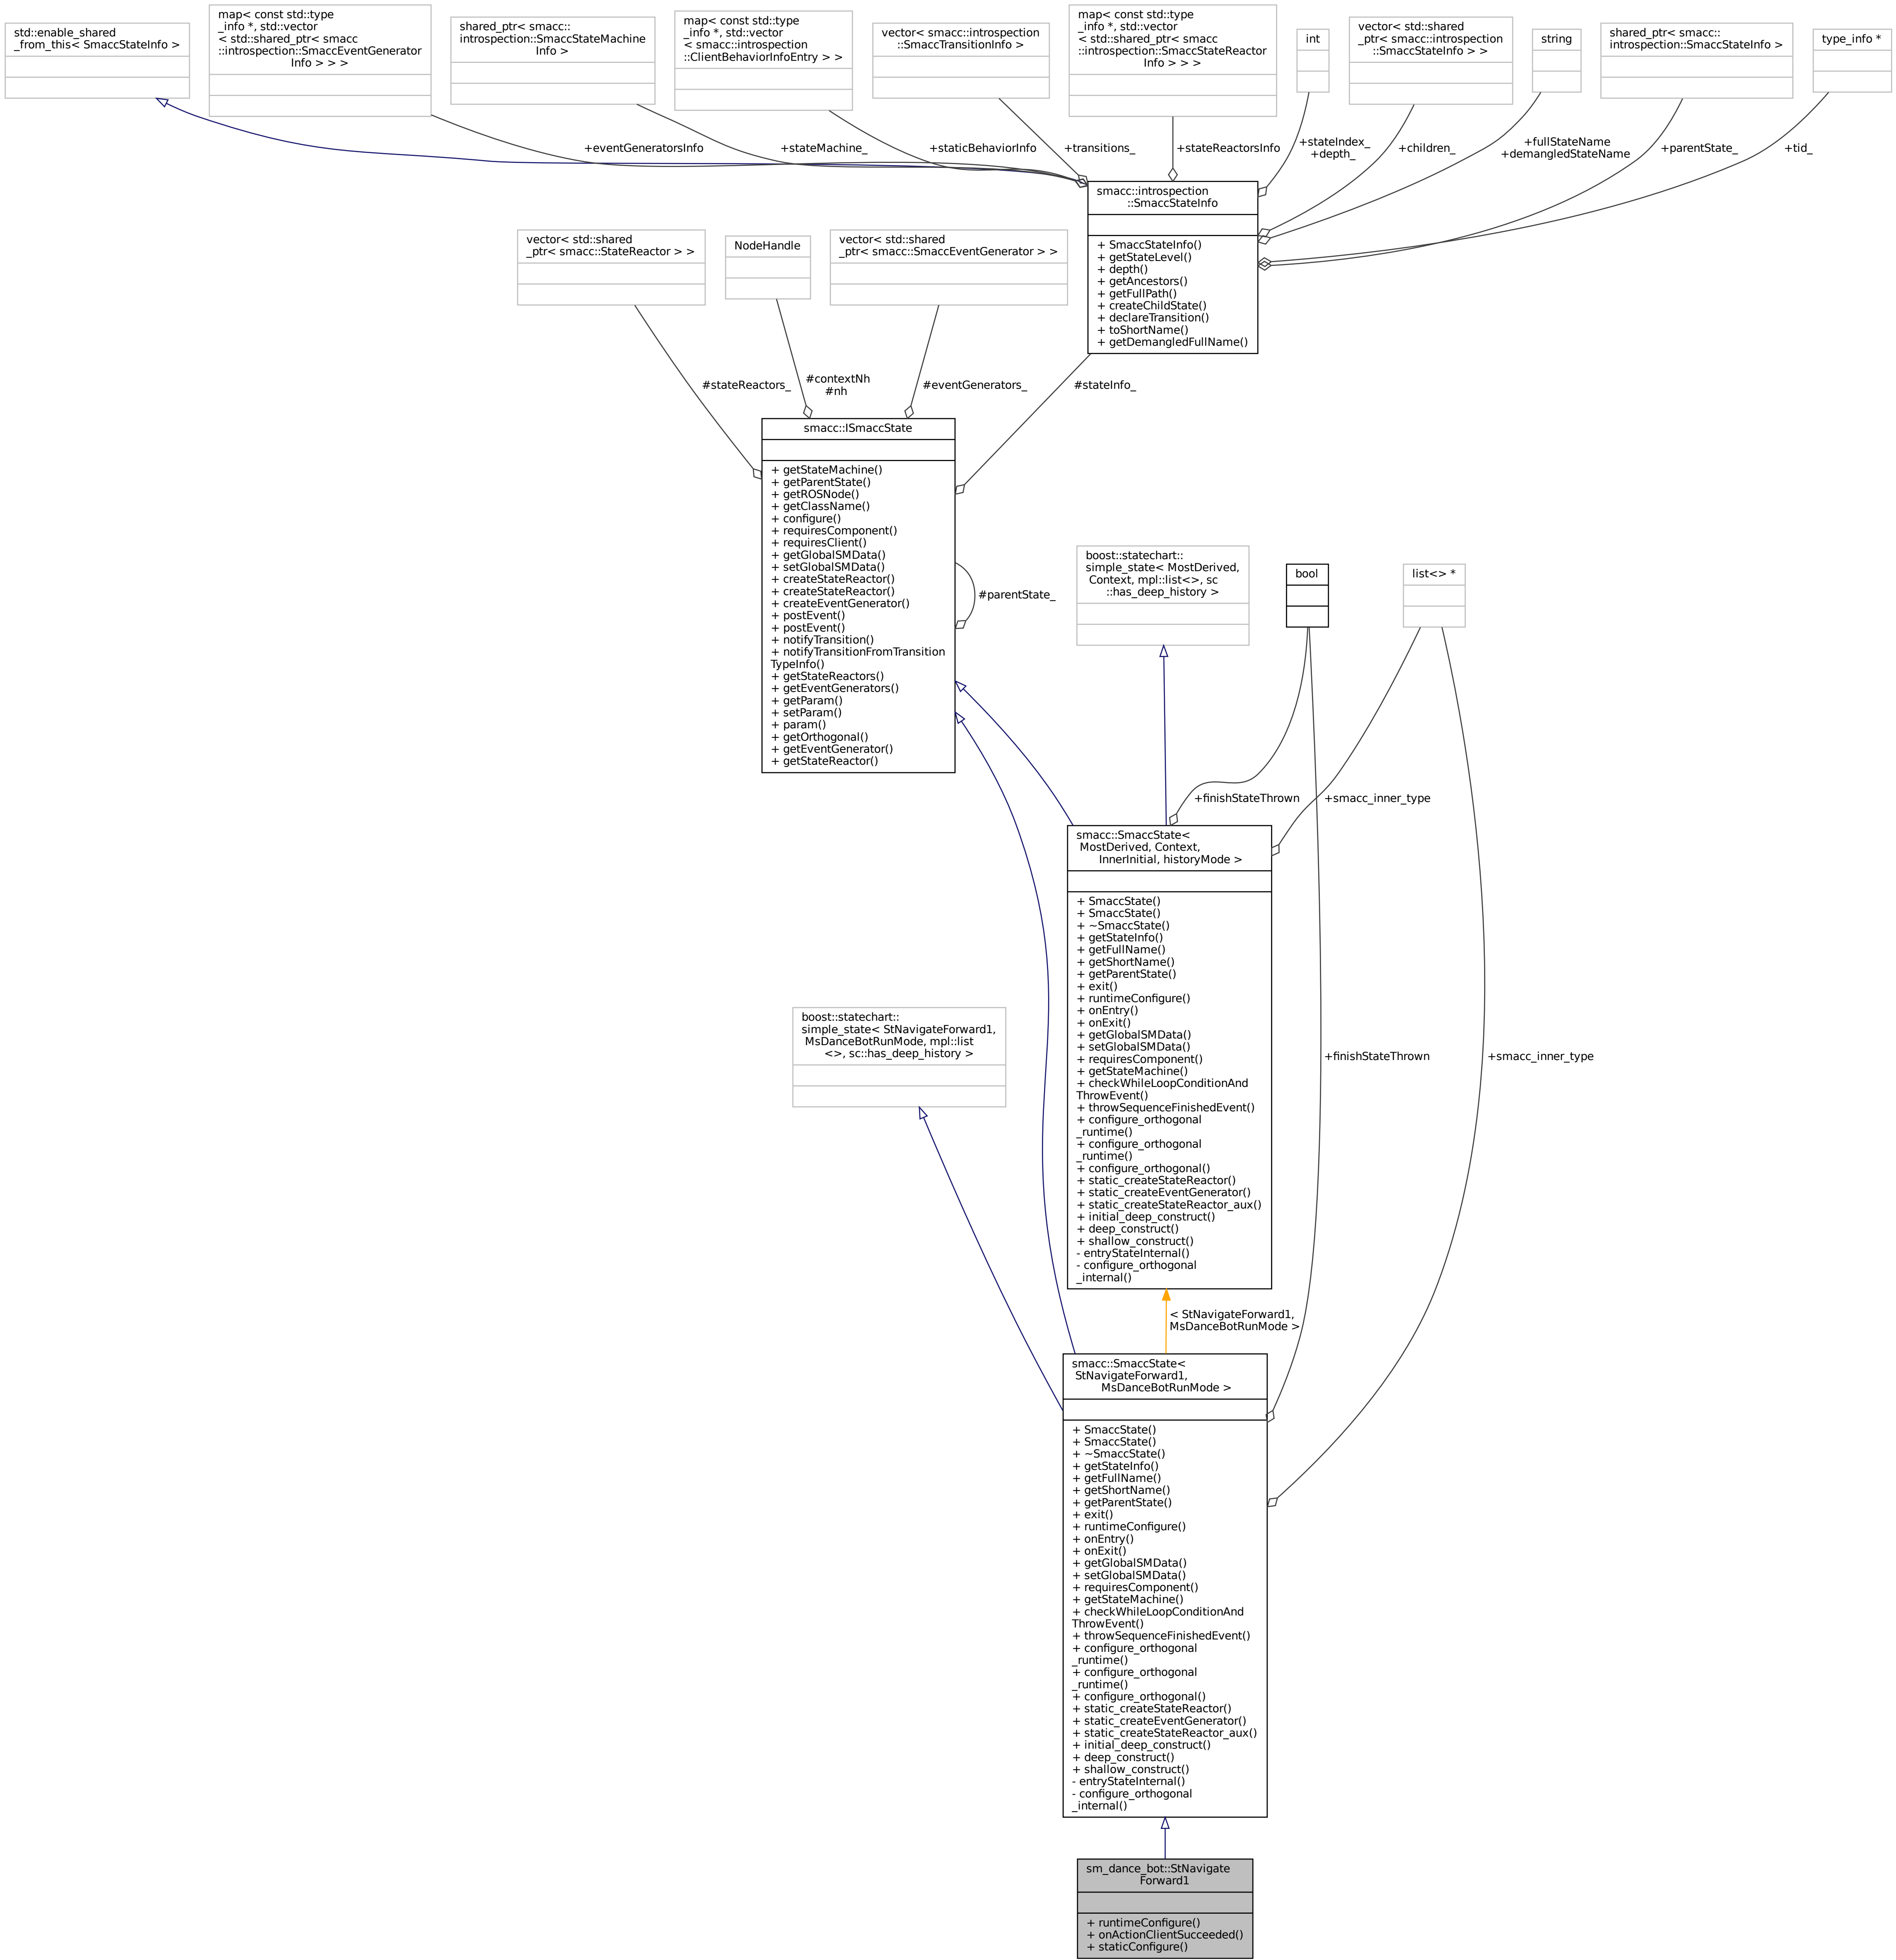 std::enable_shared
_from_this< SmaccStateInfo >
map< const std::type
_info *, std::vector
< std::shared_ptr< smacc
::introspection::SmaccEventGenerator
Info > > >
shared_ptr< smacc::
introspection::SmaccStateMachine
Info >
map< const std::type
_info *, std::vector
< smacc::introspection
::ClientBehaviorInfoEntry > >
vector< smacc::introspection
::SmaccTransitionInfo >
map< const std::type
_info *, std::vector
< std::shared_ptr< smacc
::introspection::SmaccStateReactor
Info > > >
int
vector< std::shared
_ptr< smacc::introspection
::SmaccStateInfo > >
string
shared_ptr< smacc::
introspection::SmaccStateInfo >
type_info *
+eventGeneratorsInfo
+stateMachine_
+staticBehaviorInfo
+transitions_
+stateReactorsInfo
+stateIndex_
+depth_
+children_
+fullStateName
+demangledStateName
+parentState_
+tid_
smacc::introspection
::SmaccStateInfo
+ SmaccStateInfo()
+ getStateLevel()
+ depth()
+ getAncestors()
+ getFullPath()
+ createChildState()
+ declareTransition()
+ toShortName()
+ getDemangledFullName()
vector< std::shared
_ptr< smacc::StateReactor > >
NodeHandle
vector< std::shared
_ptr< smacc::SmaccEventGenerator > >
#stateReactors_
#contextNh
#nh
#eventGenerators_
#stateInfo_
smacc::ISmaccState
+ getStateMachine()
+ getParentState()
+ getROSNode()
+ getClassName()
+ configure()
+ requiresComponent()
+ requiresClient()
+ getGlobalSMData()
+ setGlobalSMData()
+ createStateReactor()
+ createStateReactor()
+ createEventGenerator()
+ postEvent()
+ postEvent()
+ notifyTransition()
+ notifyTransitionFromTransition
TypeInfo()
+ getStateReactors()
+ getEventGenerators()
+ getParam()
+ setParam()
+ param()
+ getOrthogonal()
+ getEventGenerator()
+ getStateReactor()
#parentState_
boost::statechart::
simple_state< MostDerived,
Context, mpl::list<>, sc
::has_deep_history >
bool
list<> *
+finishStateThrown
+smacc_inner_type
smacc::SmaccState<
MostDerived, Context,
InnerInitial, historyMode >
+ SmaccState()
+ SmaccState()
+ ~SmaccState()
+ getStateInfo()
+ getFullName()
+ getShortName()
+ getParentState()
+ exit()
+ runtimeConfigure()
+ onEntry()
+ onExit()
+ getGlobalSMData()
+ setGlobalSMData()
+ requiresComponent()
+ getStateMachine()
+ checkWhileLoopConditionAnd
ThrowEvent()
+ throwSequenceFinishedEvent()
+ configure_orthogonal
_runtime()
+ configure_orthogonal
_runtime()
+ configure_orthogonal()
+ static_createStateReactor()
+ static_createEventGenerator()
+ static_createStateReactor_aux()
+ initial_deep_construct()
+ deep_construct()
+ shallow_construct()
- entryStateInternal()
- configure_orthogonal
_internal()
boost::statechart::
simple_state< StNavigateForward1,
MsDanceBotRunMode, mpl::list
<>, sc::has_deep_history >
+finishStateThrown
+smacc_inner_type
< StNavigateForward1,
MsDanceBotRunMode >
smacc::SmaccState<
StNavigateForward1,
MsDanceBotRunMode >
+ SmaccState()
+ SmaccState()
+ ~SmaccState()
+ getStateInfo()
+ getFullName()
+ getShortName()
+ getParentState()
+ exit()
+ runtimeConfigure()
+ onEntry()
+ onExit()
+ getGlobalSMData()
+ setGlobalSMData()
+ requiresComponent()
+ getStateMachine()
+ checkWhileLoopConditionAnd
ThrowEvent()
+ throwSequenceFinishedEvent()
+ configure_orthogonal
_runtime()
+ configure_orthogonal
_runtime()
+ configure_orthogonal()
+ static_createStateReactor()
+ static_createEventGenerator()
+ static_createStateReactor_aux()
+ initial_deep_construct()
+ deep_construct()
+ shallow_construct()
- entryStateInternal()
- configure_orthogonal
_internal()
sm_dance_bot::StNavigate
Forward1
+ runtimeConfigure()
+ onActionClientSucceeded()
+ staticConfigure()